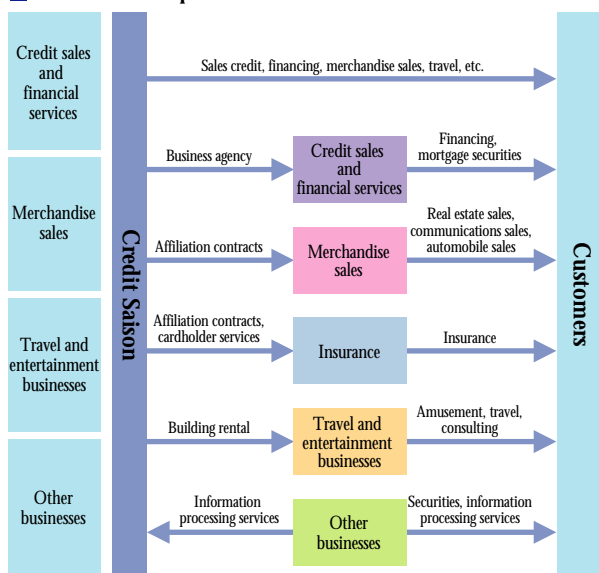 Credit sales
and
financial
services
Merchandise
sales
Travel and
entertainment
businesses
Other
businesses
Credit Saison
Sales credit, financing, merchandise sales, travel, etc.
Business agency
Credit sales
and
financial services
Financing,
mortgage securities
Affiliation contracts
Merchandise
sales
Real estate sales,
communications sales,
automobile sales
Affiliation contracts,
cardholder services
Insurance
Insurance
Building rental
Travel and
entertainment
businesses
Amusement, travel,
consulting
Information
processing services
Other
businesses
Securities, information
processing services
Customers